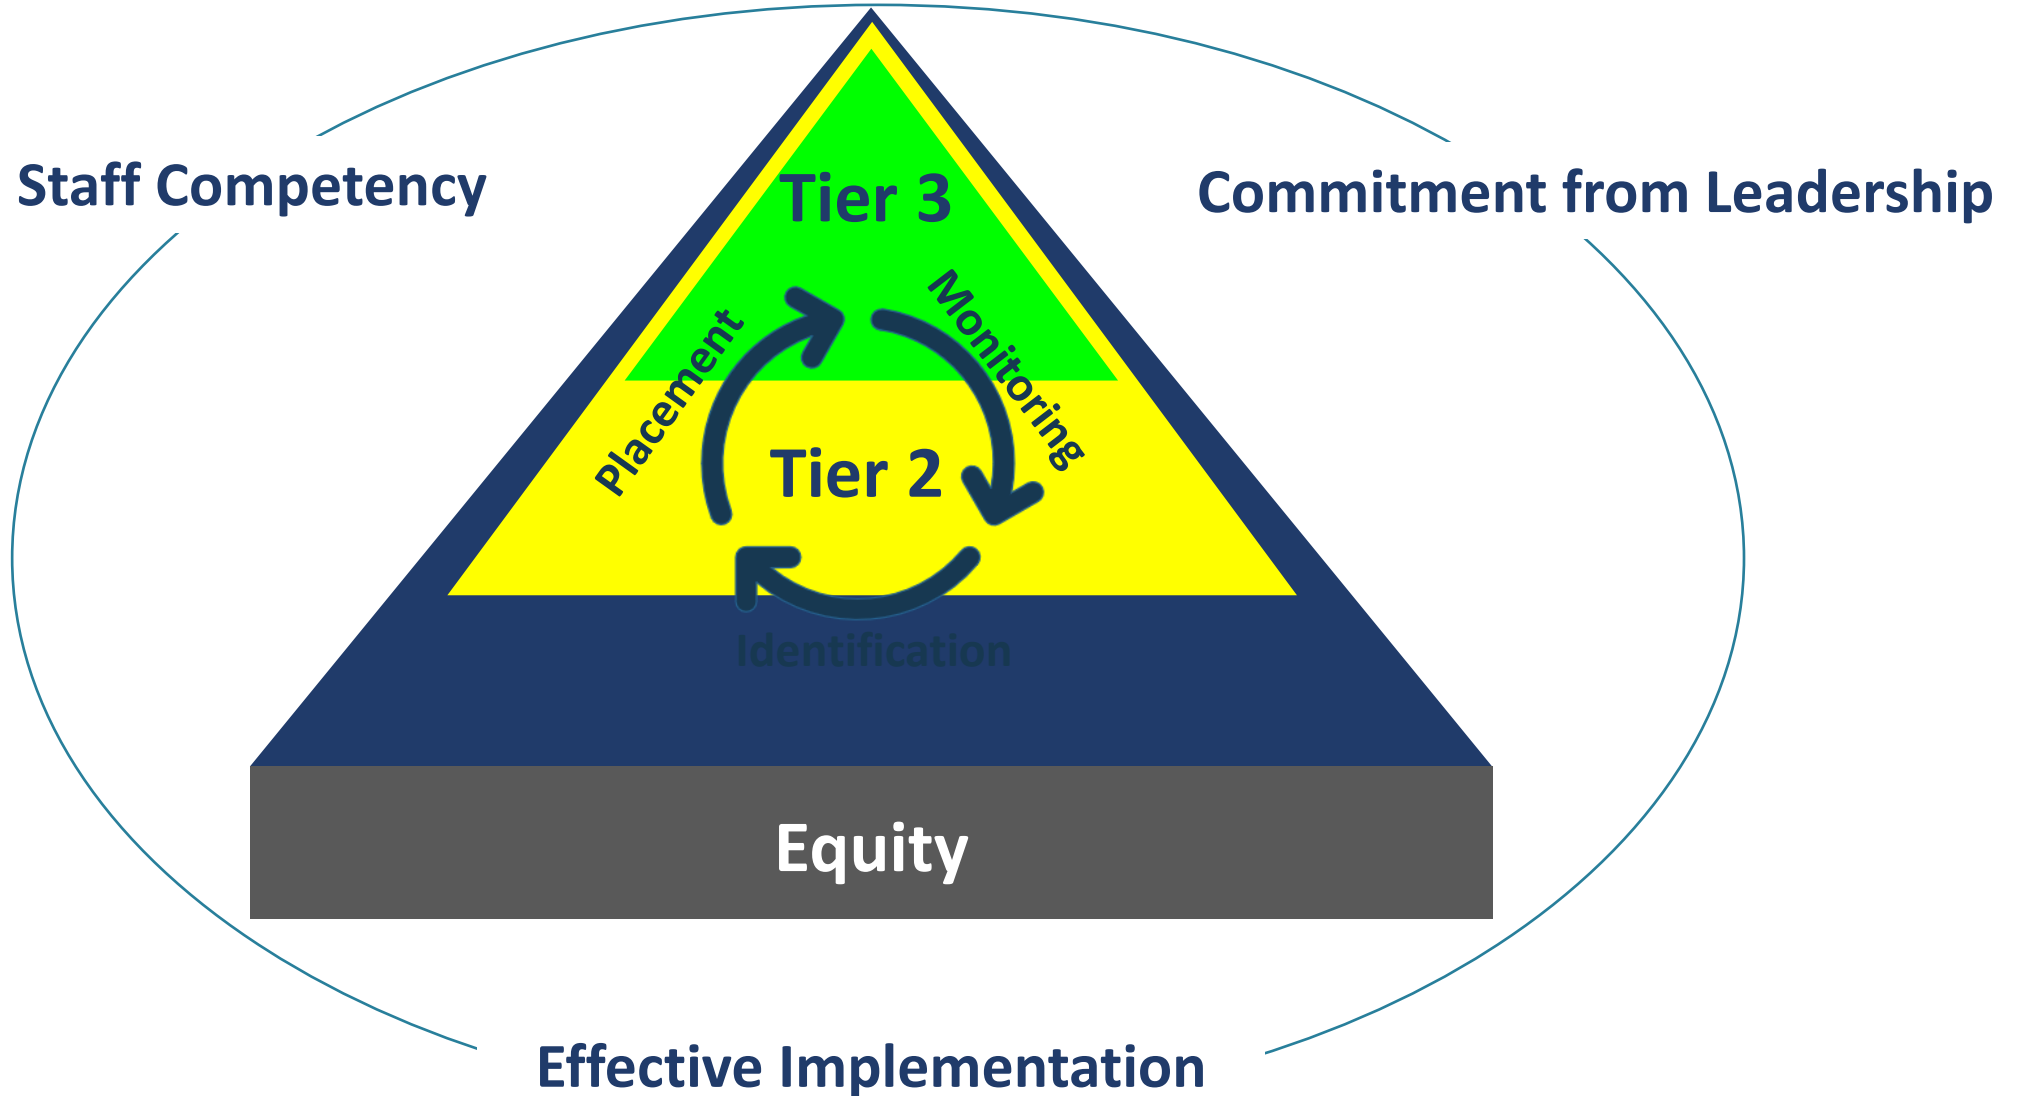 Staff Competency
Commitment from Leadership
Tier 3
Placement
Monitoring
Tier 2
Identification
Equity
Effective Implementation